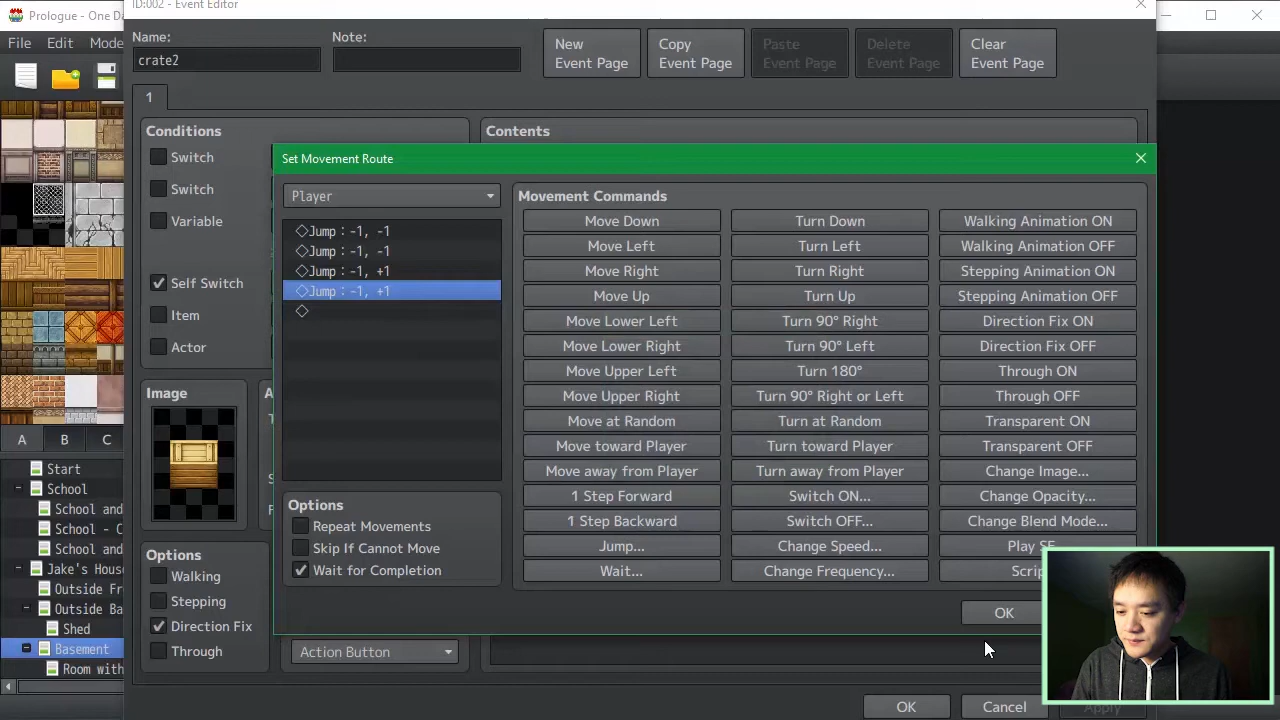 Prologue - One Da
ID:002 - Event Editor
File Edit Mode
Name:
Note:
crate2
New
Event Page
Copy
Event Page
Paste
Event Page
Delete
Event Page
Clear
Event Page
1
Conditions
Switch
Switch
Variable
Self Switch
Item
Actor
Contents
Set Movement Route
Player
◇Jump：-1, -1
◇Jump：-1, -1
◇Jump：-1, +1
◇Jump：-1, +1
◇
Options
Repeat Movements
Skip If Cannot Move
Wait for Completion
Movement Commands
Move Down
Move Left
Move Right
Move Up
Move Lower Left
Move Lower Right
Move Upper Left
Move Upper Right
Move at Random
Move toward Player
Move away from Player
1 Step Forward
1 Step Backward
Jump...
Wait...
Turn Down
Turn Left
Turn Right
Turn Up
Turn 90° Right
Turn 90° Left
Turn 180°
Turn 90° Right or Left
Turn at Random
Turn toward Player
Turn away from Player
Switch ON...
Switch OFF...
Change Speed...
Change Frequency...
Walking Animation ON
Walking Animation OFF
Stepping Animation ON
Stepping Animation OFF
Direction Fix ON
Direction Fix OFF
Through ON
Through OFF
Transparent ON
Transparent OFF
Change Image...
Change Opacity...
Change Blend Mode...
Play SE
Scrip
OK
Image
Options
Walking
Stepping
Direction Fix
Through
Action Button
OK
Cancel
Apply
A B C
Start
School
School and
School - C
School and
Jake's House
Outside Fr
Outside Ba
Shed
Basement
Room with